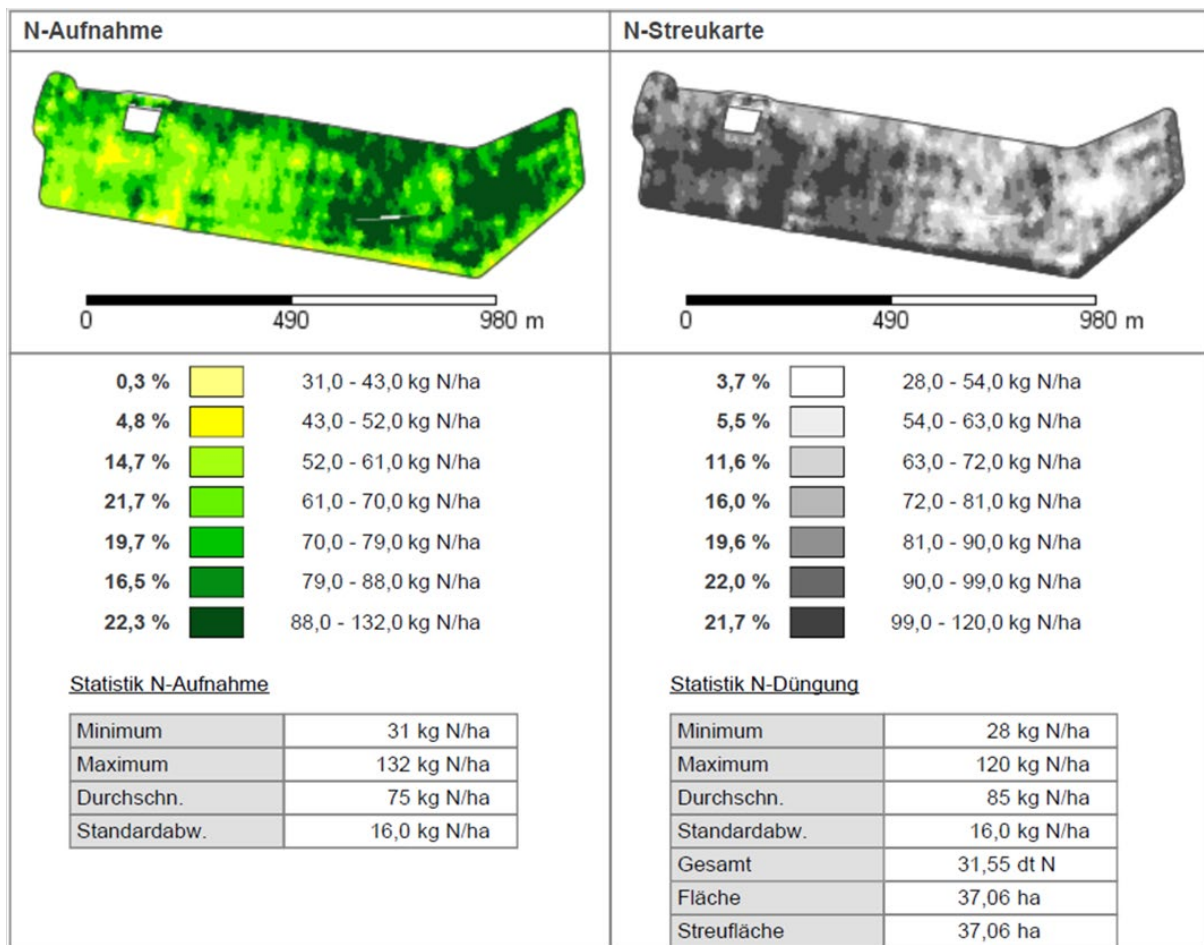 N-Aufnahme
0 490 980 m
0,3 % 31,0 - 43,0 kg N/ha
4,8 % 43,0 - 52,0 kg N/ha
14,7 % 52,0 - 61,0 kg N/ha
21,7 % 61,0 - 70,0 kg N/ha
19,7 % 70,0 - 79,0 kg N/ha
16,5 % 79,0 - 88,0 kg N/ha
22,3 % 88,0 - 132,0 kg N/ha
Statistik N-Aufnahme
Minimum 31 kg N/ha
Maximum 132 kg N/ha
Durchschn. 75 kg N/ha
Standardabw. 16,0 kg N/ha
N-Streukarte
0 490 980 m
3,7 % 28,0 - 54,0 kg N/ha
5,5 % 54,0 - 63,0 kg N/ha
11,6 % 63,0 - 72,0 kg N/ha
16,0 % 72,0 - 81,0 kg N/ha
19,6 % 81,0 - 90,0 kg N/ha
22,0 % 90,0 - 99,0 kg N/ha
21,7 % 99,0 - 120,0 kg N/ha
Statistik N-Düngung
Minimum 28 kg N/ha
Maximum 120 kg N/ha
Durchschn. 85 kg N/ha
Standardabw. 16,0 kg N/ha
Gesamt 31,55 dt N
Fläche 37,06 ha
Streufläche 37,06 ha